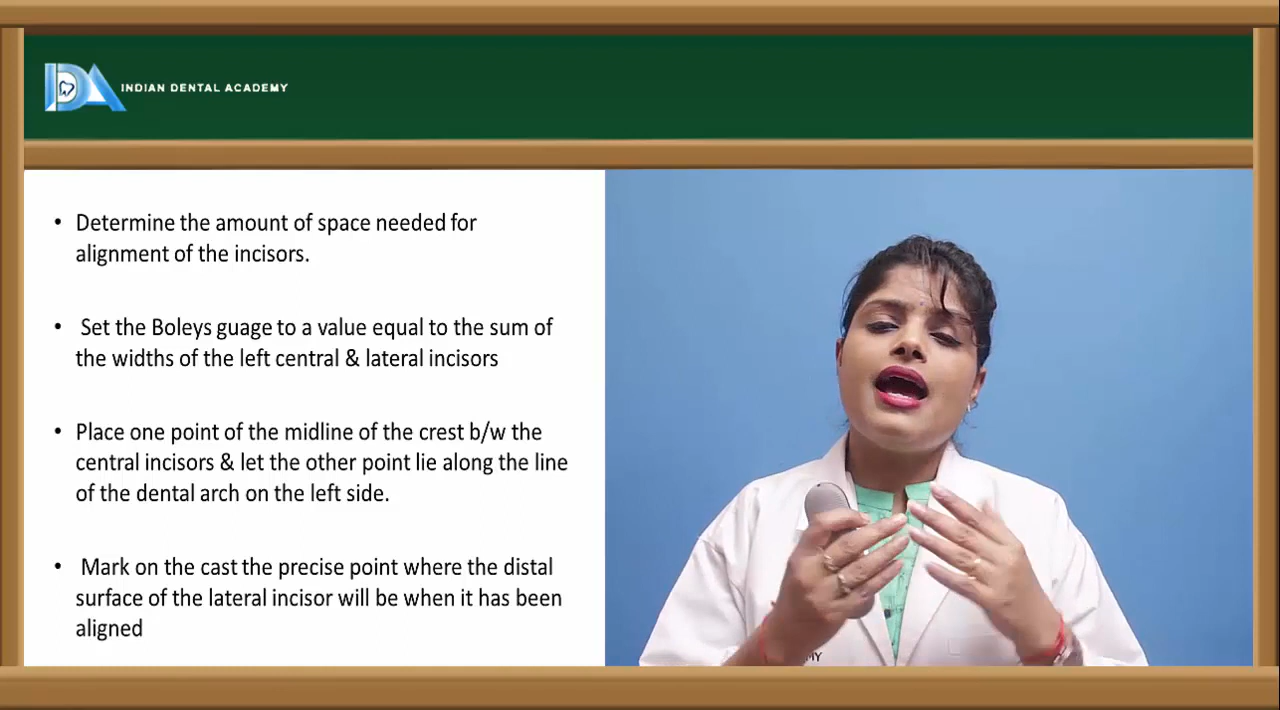 INDIAN DENTAL ACADEMY
• Determine the amount of space needed for
alignment of the incisors.
• Set the Boleys guage to a value equal to the sum of
the widths of the left central & lateral incisors
• Place one point of the midline of the crest b/w the
central incisors & let the other point lie along the line
of the dental arch on the left side.
• Mark on the cast the precise point where the distal
surface of the lateral incisor will be when it has been
aligned